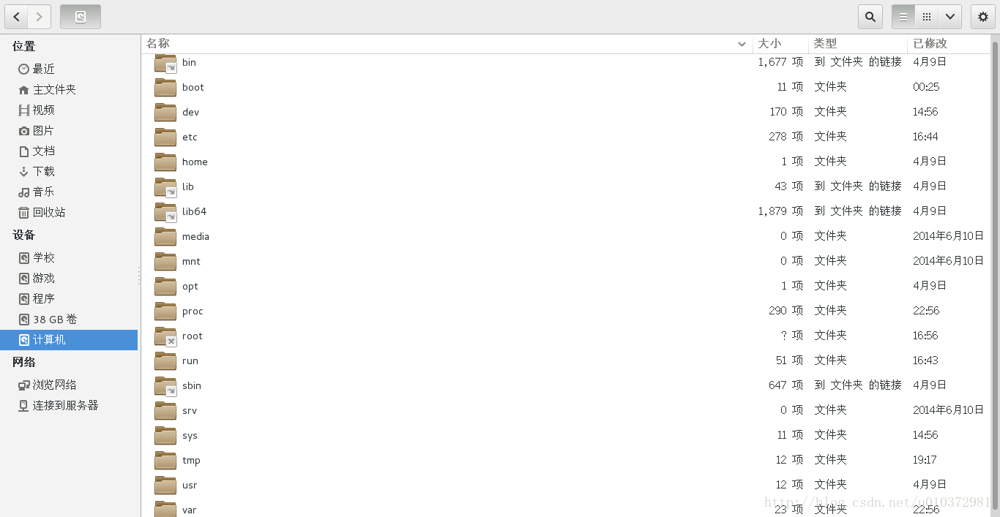 名称 大小 类型 已修改
位置
最近
主文件夹
视频
图片
文档
下载
音乐
回收站
设备
学校
游戏
程序
38 GB 卷
计算机
网络
浏览网络
连接到服务器
bin 1,677 项 到 文件夹 的链接 4月9日
boot 11 项 文件夹 00:25
dev 170 项 文件夹 14:56
etc 278 项 文件夹 16:44
home 1 项 文件夹 4月9日
lib 43 项 到 文件夹 的链接 4月9日
lib64 1,879 项 到 文件夹 的链接 4月9日
media 0 项 文件夹 2014年6月10日
mnt 0 项 文件夹 2014年6月10日
opt 1 项 文件夹 4月9日
proc 290 项 文件夹 22:56
root ? 项 文件夹 16:56
run 51 项 文件夹 16:43
sbin 647 项 到 文件夹 的链接 4月9日
srv 0 项 文件夹 2014年6月10日
sys 11 项 文件夹 14:56
tmp 12 项 文件夹 19:17
usr 12 项 文件夹 4月9日
var 23 项 文件夹 22:56
http://blog.csdn.net/u010372981